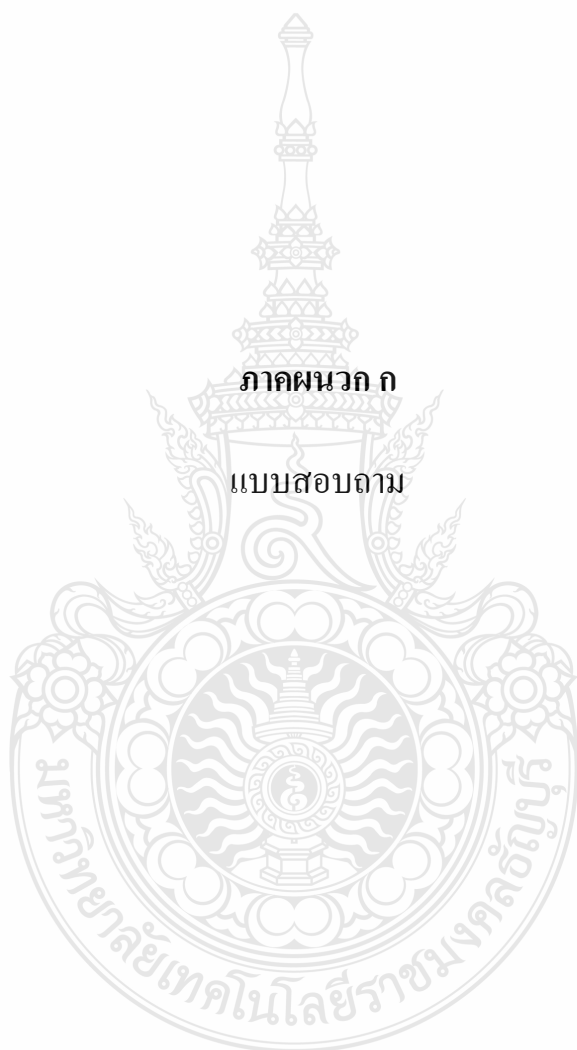 ภาคผนวก ก
แบบสอบถาม
มหาวิทยาลัยเทคโนโลยีราชมงคลธัญบุรี